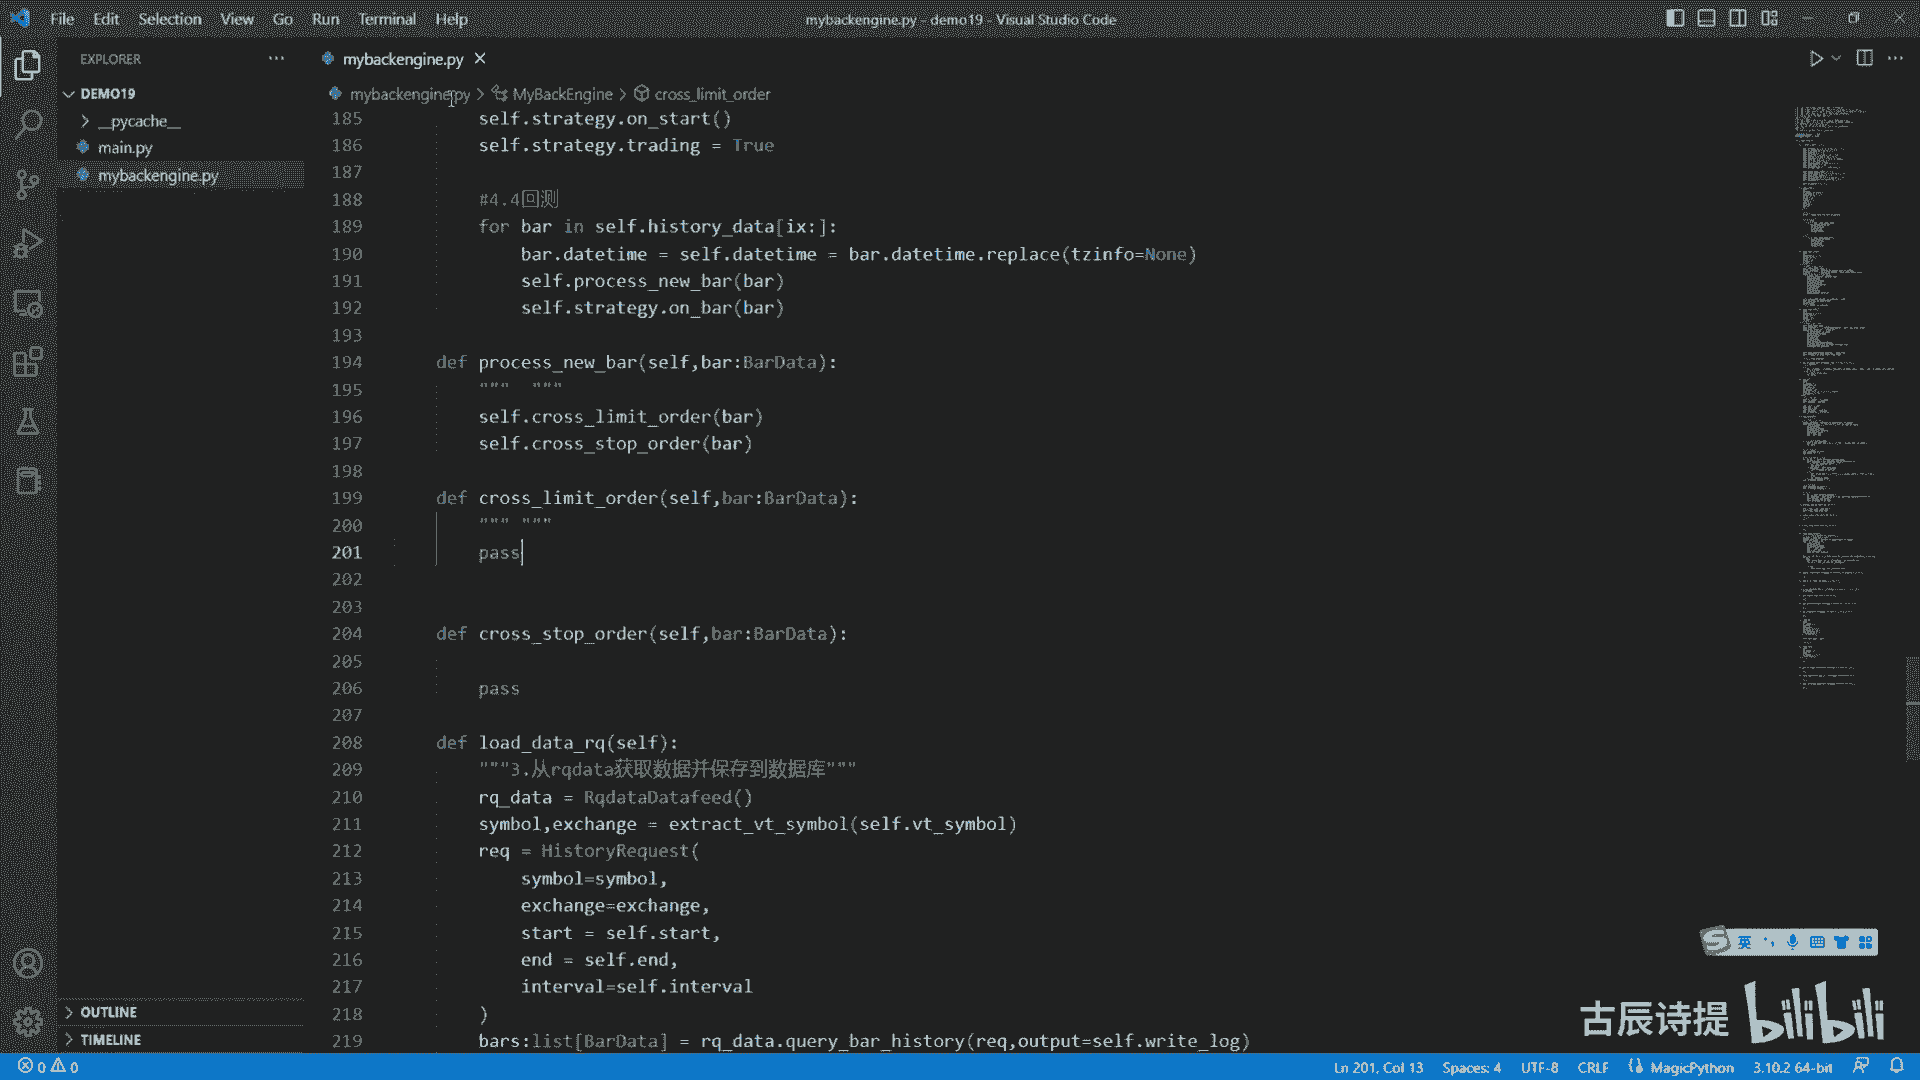 File Edit Selection View Go Run Terminal Help
mybackengine.py - demo19 - Visual Studio Code
EXPLORER
DEMO19
__pycache__
main.py
mybackengine.py
mybackengine.py
mybackengine.py > MyBackEngine > cross_limit_order
185 self.strategy.on_start()
186 self.strategy.trading = True
187
188 #4.4回测
189 for bar in self.history_data[ix:]:
190 bar.datetime = self.datetime = bar.datetime.replace(tzinfo=None)
191 self.process_new_bar(bar)
192 self.strategy.on_bar(bar)
193
194 def process_new_bar(self,bar:BarData):
195 """  """
196 self.cross_limit_order(bar)
197 self.cross_stop_order(bar)
198
199 def cross_limit_order(self,bar:BarData):
200 """ """
201 pass
202
203
204 def cross_stop_order(self,bar:BarData):
205
206 pass
207
208 def load_data_rq(self):
209 """3.从rqdata获取数据并保存到数据库"""
210 rq_data = RqdataDatafeed()
211 symbol,exchange = extract_vt_symbol(self.vt_symbol)
212 req = HistoryRequest(
213 symbol=symbol,
214 exchange=exchange,
215 start = self.start,
216 end = self.end,
217 interval=self.interval
218 )
219 bars:list[BarData] = rq_data.query_bar_history(req,output=self.write_log)
OUTLINE
TIMELINE
英
古辰诗提 bilibili
0 0 Ln 201, Col 13 Spaces: 4 UTF-8 CRLF MagicPython 3.10.2 64-bit